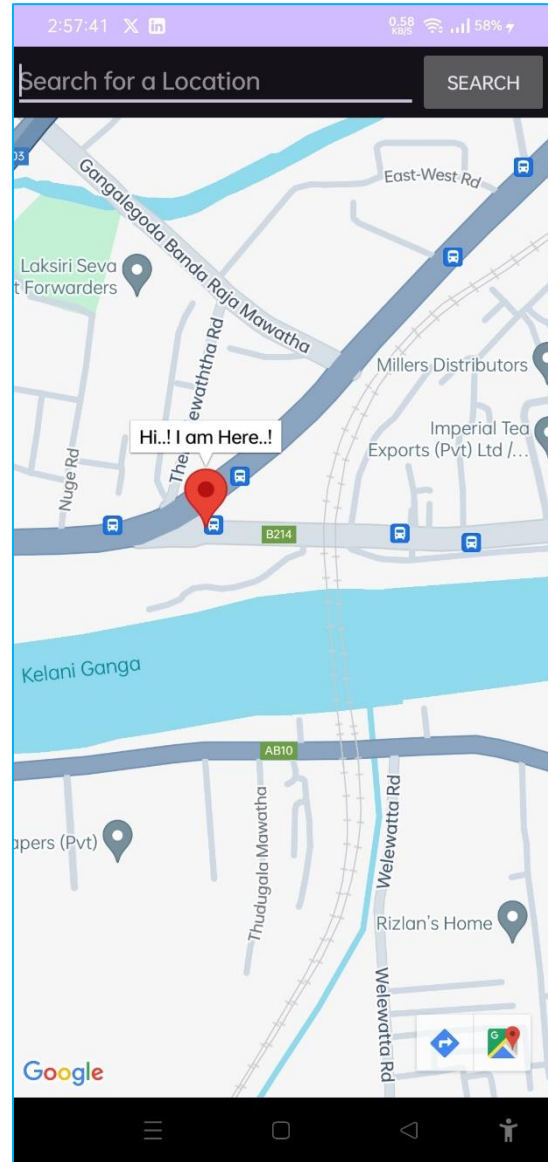 2:57:41
0.58
KB/S
58%
Search for a Location
SEARCH
03
East-West Rd
Gangalegoda Banda Raja Mawatha
Laksiri Seva
t Forwarders
Millers Distributors
Imperial Tea
Exports (Pvt) Ltd /...
Nuge Rd
Hi..! I am Here..!
B214
Kelani Ganga
AB10
apers (Pvt)
Thudugala Mawatha
Welewatta Rd
Rizlan's Home
Welewatta Rd
Google